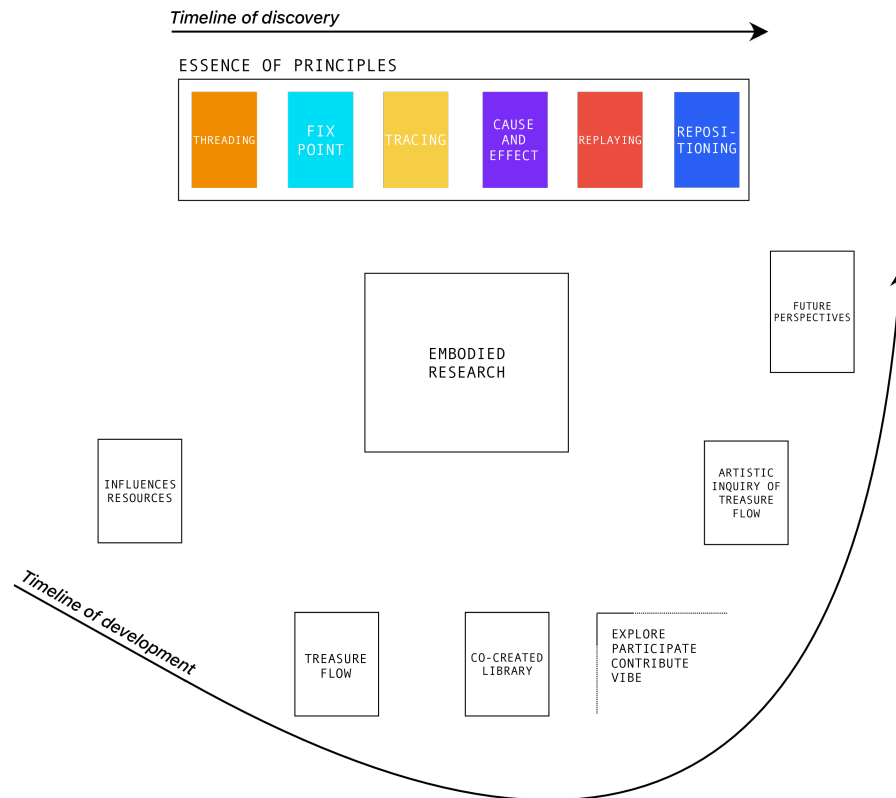 Timeline of discovery
ESSENCE OF PRINCIPLES
THREADING
FIX
POINT
TRACING
CAUSE
AND
EFFECT
REPLAYING
REPOSI-
TIONING
FUTURE
PERSPECTIVES
EMBODIED
RESEARCH
INFLUENCES
RESOURCES
ARTISTIC
INQUIRY OF
TREASURE
FLOW
Timeline of development
TREASURE
FLOW
CO-CREATED
LIBRARY
EXPLORE
PARTICIPATE
CONTRIBUTE
VIBE